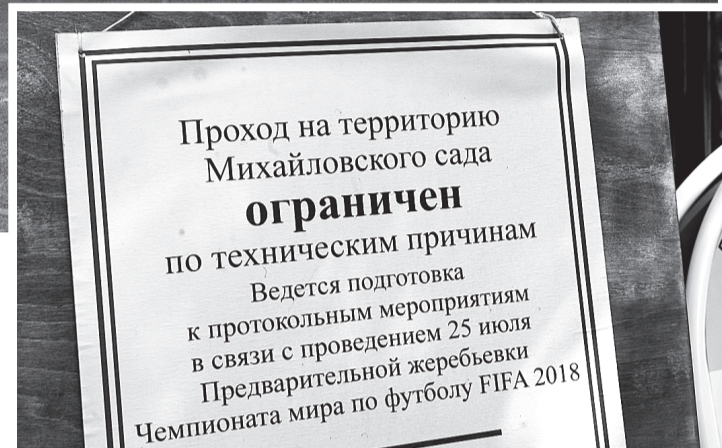 Проход на территорию
Михайловского сада
ограничен
по техническим причинам
Ведется подготовка
к протокольным мероприятиям
в связи с проведением 25 июля
Предварительной жеребьевки
Чемпионата мира по футболу FIFA 2018